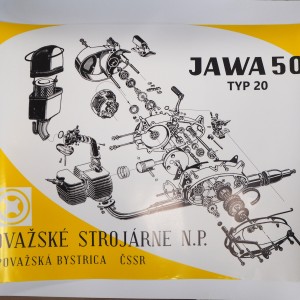 JAWA 50
TYP 20
OVAŽSKÉ STROJÁRNE N.P.
POVAŽSKÁ BYSTRICA ČSSR